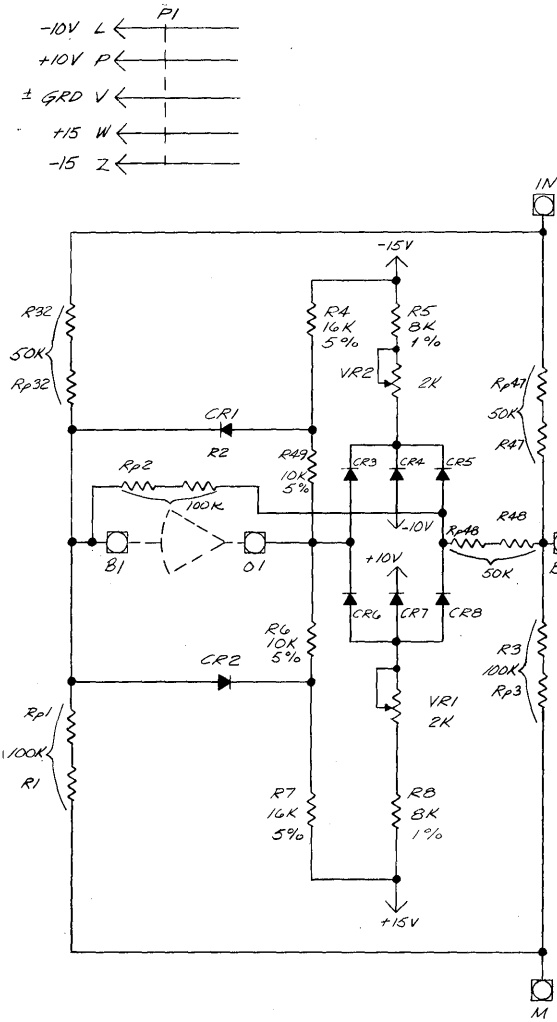 P1
-10V L
+10V P
± GRD V
+15 W
-15 Z
IN
-15V
R32
50K
Rp32
R4
16K
5%
R5
8K
1%
VR2
2K
Rp47
50K
R47
CR1
R2
R49
10K
5%
CR3
CR4
CR5
Rp2
100K
-10V
Rp48
R48
50K
B1
O1
+10V
CR6
CR7
CR8
R6
10K
5%
R3
100K
Rp3
CR2
Rp1
100K
R1
VR1
2K
R7
16K
5%
R8
8K
1%
+15V
M